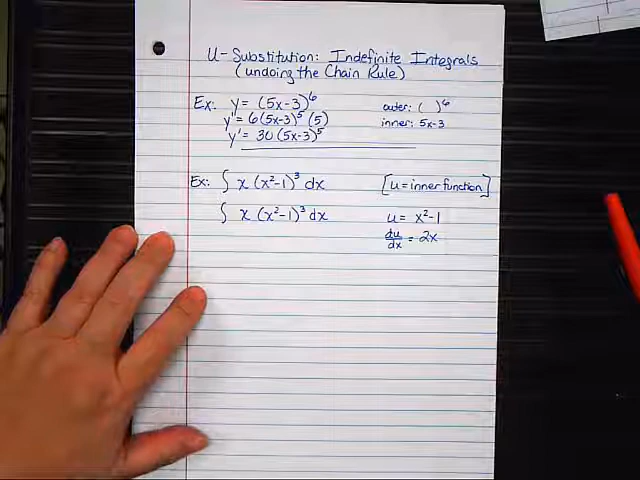 U-Substitution: Indefinite Integrals
(undoing the Chain Rule)
Ex: y = (5x-3)⁶
outer: ( )⁶
y' = 6(5x-3)⁵ (5)
inner: 5x-3
y' = 30(5x-3)⁵
Ex: ∫ x (x²-1)³ dx
[u = inner function]
∫ x (x²-1)³ dx
u = x²-1
du/dx = 2x